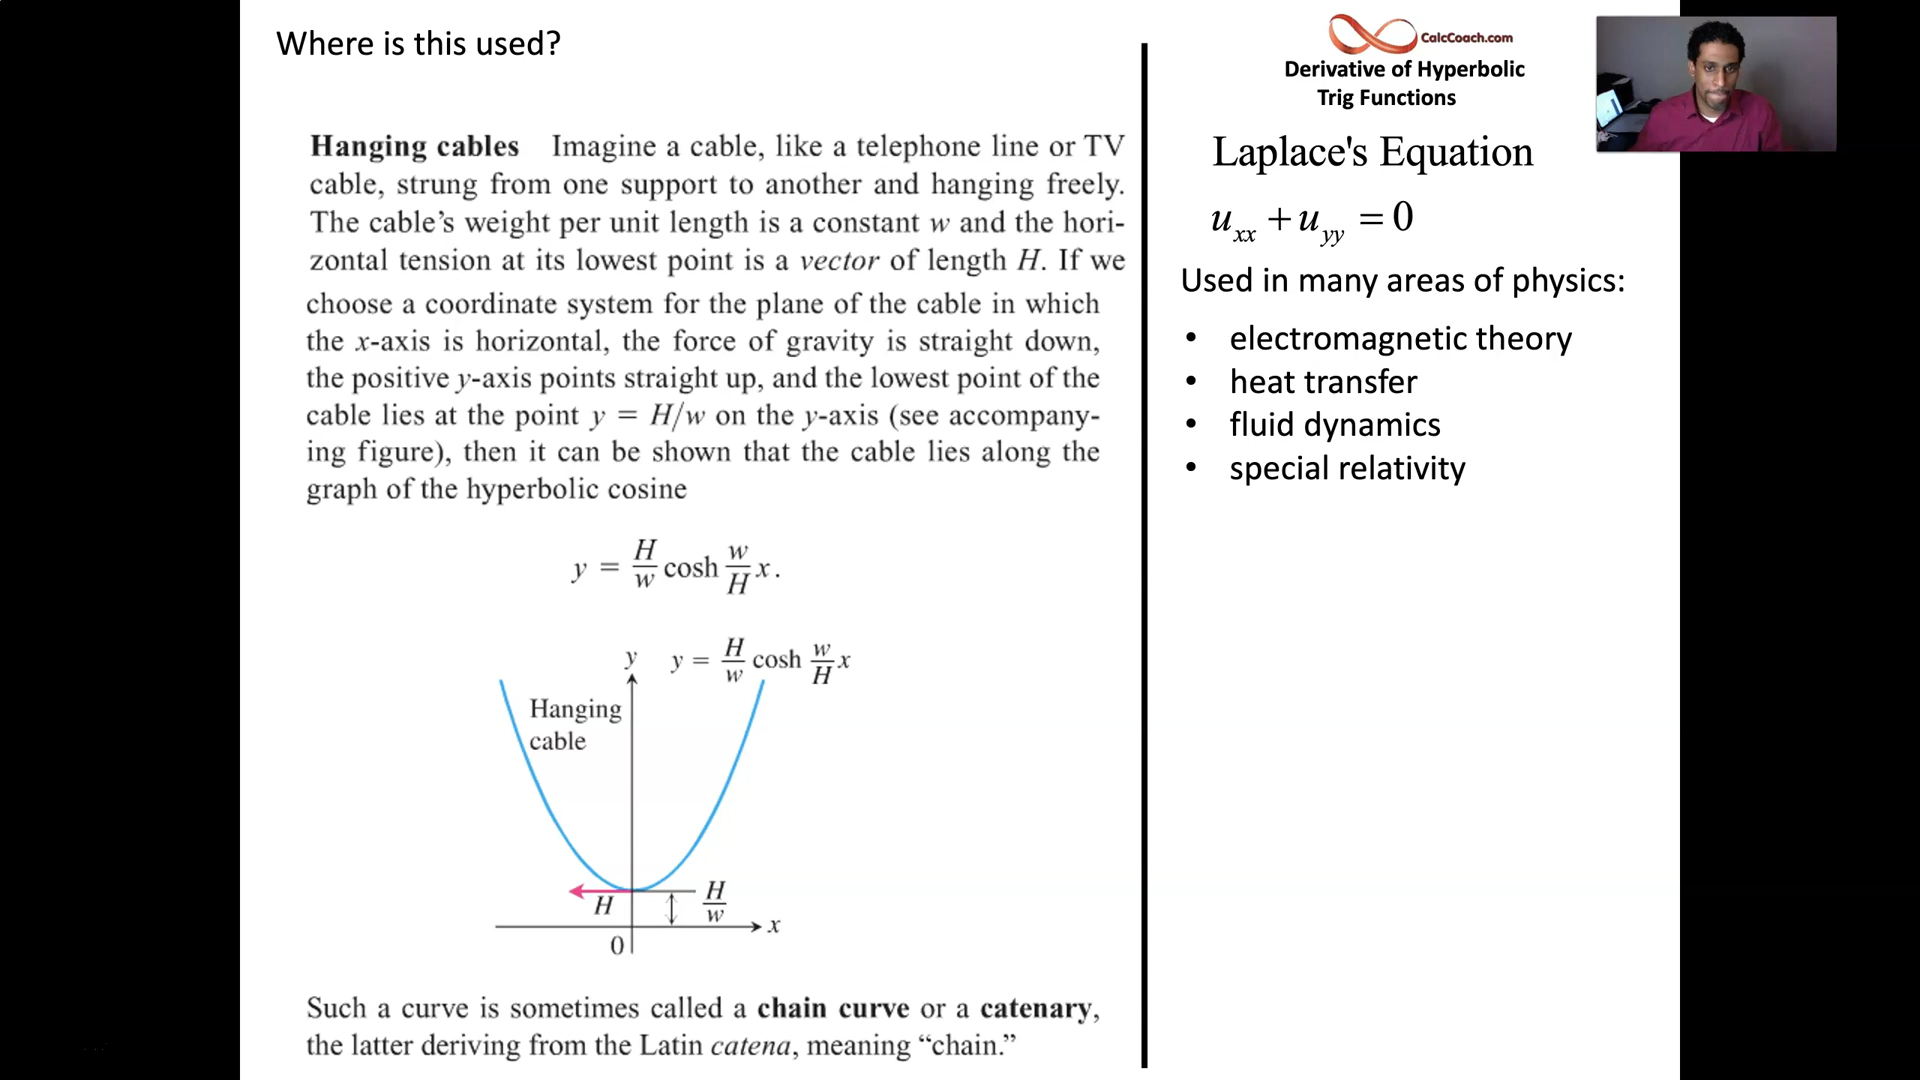 Where is this used?
Hanging cables Imagine a cable, like a telephone line or TV
cable, strung from one support to another and hanging freely.
The cable’s weight per unit length is a constant w and the hori-
zontal tension at its lowest point is a vector of length H. If we
choose a coordinate system for the plane of the cable in which
the x-axis is horizontal, the force of gravity is straight down,
the positive y-axis points straight up, and the lowest point of the
cable lies at the point y = H/w on the y-axis (see accompany-
ing figure), then it can be shown that the cable lies along the
graph of the hyperbolic cosine
y = H/w cosh w/H x.
y
y = H/w cosh w/H x
Hanging
cable
H
H/w
x
0
Such a curve is sometimes called a chain curve or a catenary,
the latter deriving from the Latin catena, meaning “chain.”
CalcCoach.com
Derivative of Hyperbolic
Trig Functions
Laplace's Equation
u_xx + u_yy = 0
Used in many areas of physics:
• electromagnetic theory
• heat transfer
• fluid dynamics
• special relativity